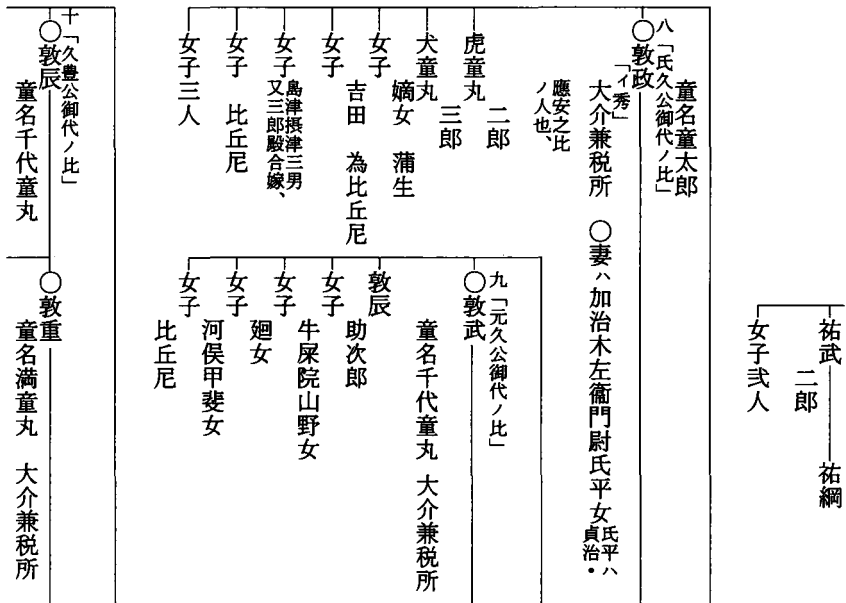 祐武――祐綱
二郎
女子弐人
八「氏久公御代ノ比」
童名童太郎
○敦政
「イ秀」
大介兼税所　○妻ハ加治木左衞門尉氏平女氏平ハ貞治・
應安之比
ノ人也、
虎童丸
二郎
犬童丸
三郎
女子
嫡女　蒲生
女子
吉田　為比丘尼
女子
島津摂津三男
又三郎殿合嫁、
女子　比丘尼
女子三人
九「元久公御代ノ比」
○敦武
童名千代童丸　大介兼税所
敦辰
助次郎
女子
牛屎院山野女
女子
廻女
女子
河俣甲斐女
女子
比丘尼
十「久豊公御代ノ比」
○敦辰
童名千代童丸
○敦重
童名満童丸　大介兼税所